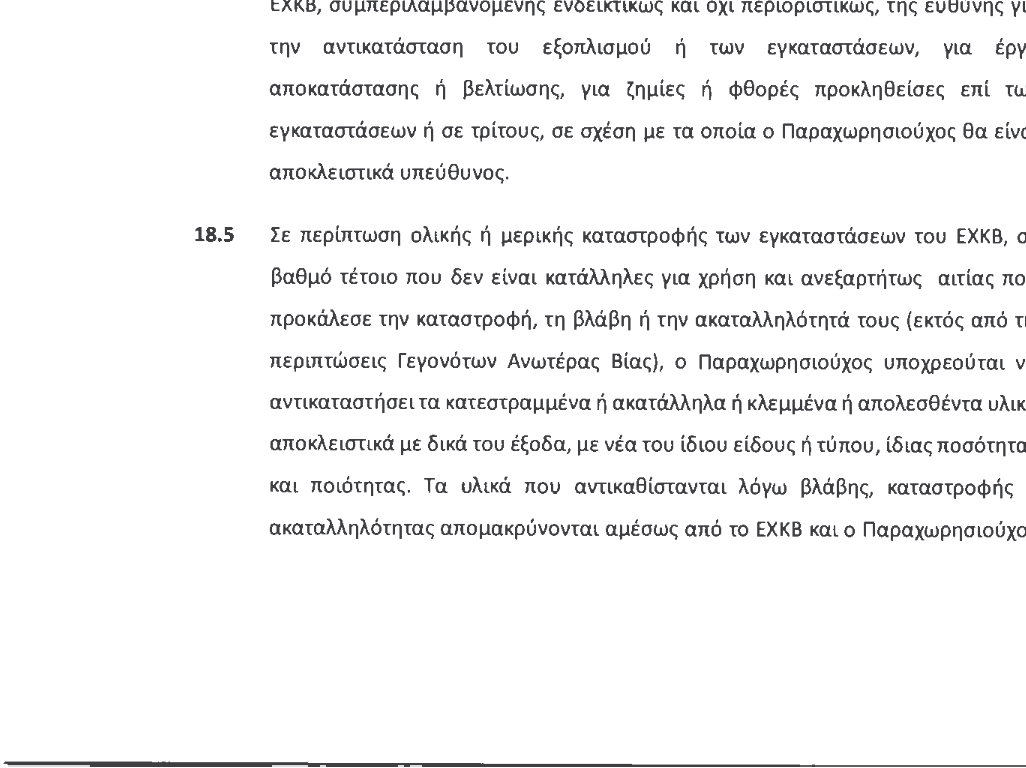 ΕΧΚΒ, συμπεριλαμβανομένης ενδεικτικώς και όχι περιοριστικώς, της ευθύνης γι
την αντικατάσταση του εξοπλισμού ή των εγκαταστάσεων, για έργ
αποκατάστασης ή βελτίωσης, για ζημίες ή φθορές προκληθείσες επί τω
εγκαταστάσεων ή σε τρίτους, σε σχέση με τα οποία ο Παραχωρησιούχος θα είνα
αποκλειστικά υπεύθυνος.
18.5 Σε περίπτωση ολικής ή μερικής καταστροφής των εγκαταστάσεων του ΕΧΚΒ, σ
βαθμό τέτοιο που δεν είναι κατάλληλες για χρήση και ανεξαρτήτως αιτίας πο
προκάλεσε την καταστροφή, τη βλάβη ή την ακαταλληλότητά τους (εκτός από τι
περιπτώσεις Γεγονότων Ανωτέρας Βίας), ο Παραχωρησιούχος υποχρεούται ν
αντικαταστήσει τα κατεστραμμένα ή ακατάλληλα ή κλεμμένα ή απολεσθέντα υλικ
αποκλειστικά με δικά του έξοδα, με νέα του ίδιου είδους ή τύπου, ίδιας ποσότητα
και ποιότητας. Τα υλικά που αντικαθίστανται λόγω βλάβης, καταστροφής
ακαταλληλότητας απομακρύνονται αμέσως από το ΕΧΚΒ και ο Παραχωρησιούχο